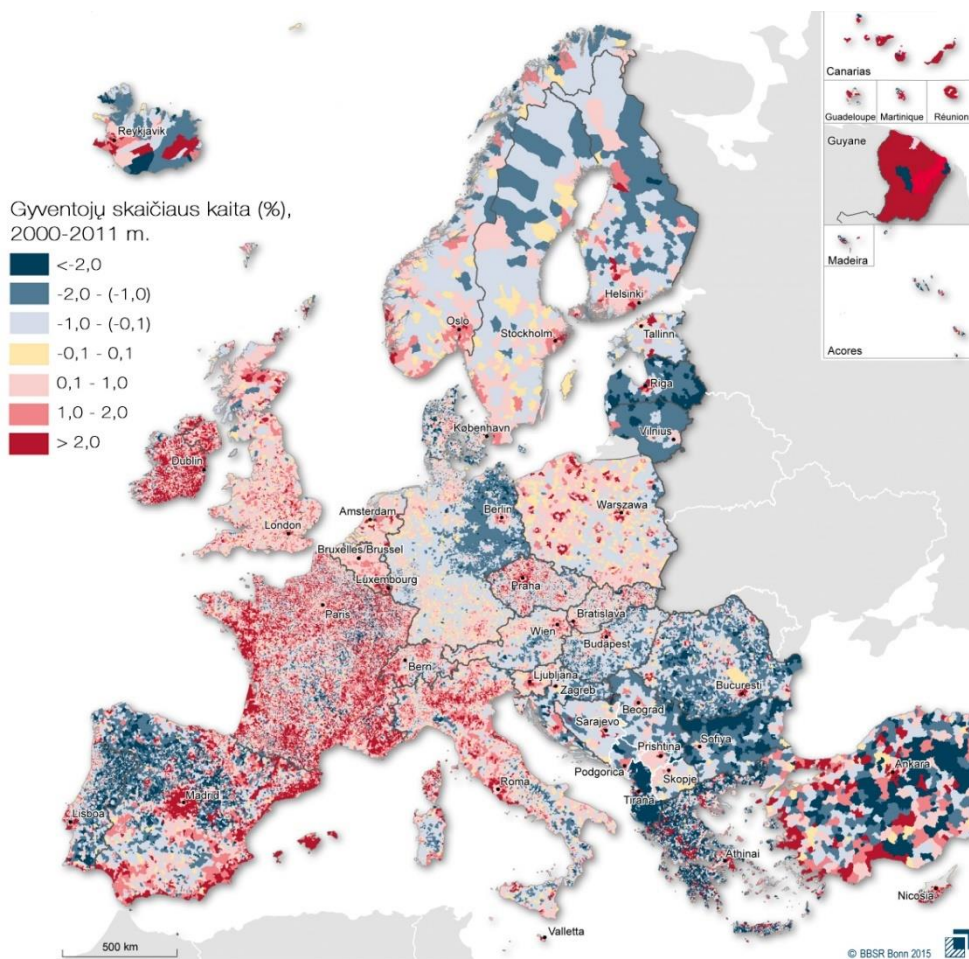 Canarias
Guadeloupe Martinique Réunion
Guyane
Madeira
Acores
Reykjavik
Gyventojų skaičiaus kaita (%),
2000-2011 m.
<-2,0
-2,0 - (-1,0)
-1,0 - (-0,1)
-0,1 - 0,1
0,1 - 1,0
1,0 - 2,0
> 2,0
Helsinki
Oslo
Stockholm
Tallinn
Riga
Vilnius
København
Dublin
Berlin
Warszawa
Amsterdam
London
Bruxelles/Brussel
Luxembourg
Praha
Paris
Bratislava
Wien
Budapest
Bern
Ljubljana
Zagreb
Bucuresti
Beograd
Sarajevo
Sofiya
Prishtina
Podgorica
Skopje
Ankara
Roma
Madrid
Tirana
Lisboa
Athinai
Nicosia
Valletta
500 km
© BBSR Bonn 2015